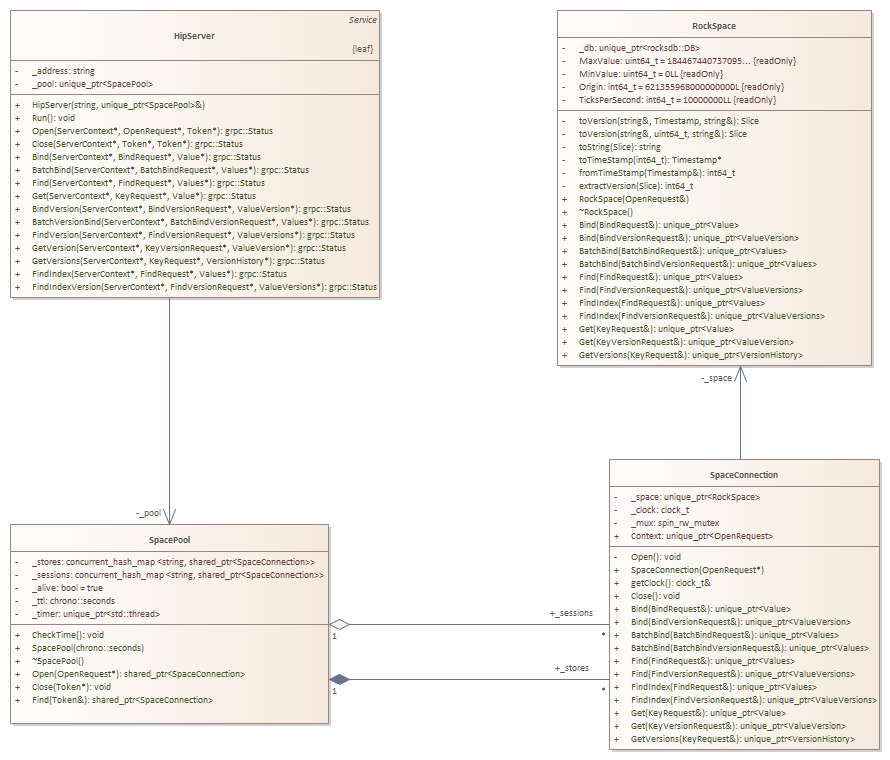 Service
HipServer
{leaf}
- _address: string
- _pool: unique_ptr<SpacePool>
+ HipServer(string, unique_ptr<SpacePool>&)
+ Run(): void
+ Open(ServerContext*, OpenRequest*, Token*): grpc::Status
+ Close(ServerContext*, Token*, Token*): grpc::Status
+ Bind(ServerContext*, BindRequest*, Value*): grpc::Status
+ BatchBind(ServerContext*, BatchBindRequest*, Values*): grpc::Status
+ Find(ServerContext*, FindRequest*, Values*): grpc::Status
+ Get(ServerContext*, KeyRequest*, Value*): grpc::Status
+ BindVersion(ServerContext*, BindVersionRequest*, ValueVersion*): grpc::Status
+ BatchVersionBind(ServerContext*, BatchBindVersionRequest*, Values*): grpc::Status
+ FindVersion(ServerContext*, FindVersionRequest*, ValueVersions*): grpc::Status
+ GetVersion(ServerContext*, KeyVersionRequest*, ValueVersion*): grpc::Status
+ GetVersions(ServerContext*, KeyRequest*, VersionHistory*): grpc::Status
+ FindIndex(ServerContext*, FindRequest*, Values*): grpc::Status
+ FindIndexVersion(ServerContext*, FindVersionRequest*, ValueVersions*): grpc::Status
RockSpace
- _db: unique_ptr<rocksdb::DB>
- MaxValue: uint64_t = 184467440737095... {readOnly}
- MinValue: uint64_t = 0LL {readOnly}
- Origin: int64_t = 621355968000000000L {readOnly}
- TicksPerSecond: int64_t = 10000000LL {readOnly}
- toVersion(string&, Timestamp, string&): Slice
- toVersion(string&, uint64_t, string&): Slice
- toString(Slice): string
- toTimeStamp(int64_t): Timestamp*
- fromTimeStamp(Timestamp&): int64_t
- extractVersion(Slice): int64_t
+ RockSpace(OpenRequest&)
+ ~RockSpace()
+ Bind(BindRequest&): unique_ptr<Value>
+ Bind(BindVersionRequest&): unique_ptr<ValueVersion>
+ BatchBind(BatchBindRequest&): unique_ptr<Values>
+ BatchBind(BatchBindVersionRequest&): unique_ptr<Values>
+ Find(FindRequest&): unique_ptr<Values>
+ Find(FindVersionRequest&): unique_ptr<ValueVersions>
+ FindIndex(FindRequest&): unique_ptr<Values>
+ FindIndex(FindVersionRequest&): unique_ptr<ValueVersions>
+ Get(KeyRequest&): unique_ptr<Value>
+ Get(KeyVersionRequest&): unique_ptr<ValueVersion>
+ GetVersions(KeyRequest&): unique_ptr<VersionHistory>
-_space
-_pool
SpacePool
- _stores: concurrent_hash_map <string, shared_ptr<SpaceConnection>>
- _sessions: concurrent_hash_map <string, shared_ptr<SpaceConnection>>
- _alive: bool = true
- _ttl: chrono::seconds
- _timer: unique_ptr<std::thread>
+ CheckTime(): void
+ SpacePool(chrono::seconds)
+ ~SpacePool()
+ Open(OpenRequest*): shared_ptr<SpaceConnection>
+ Close(Token*): void
+ Find(Token&): shared_ptr<SpaceConnection>
+_sessions
1
*
+_stores
1
*
SpaceConnection
- _space: unique_ptr<RockSpace>
- _clock: clock_t
- _mux: spin_rw_mutex
+ Context: unique_ptr<OpenRequest>
- Open(): void
+ SpaceConnection(OpenRequest*)
+ getClock(): clock_t&
+ Close(): void
+ Bind(BindRequest&): unique_ptr<Value>
+ Bind(BindVersionRequest&): unique_ptr<ValueVersion>
+ BatchBind(BatchBindRequest&): unique_ptr<Values>
+ BatchBind(BatchBindVersionRequest&): unique_ptr<Values>
+ Find(FindRequest&): unique_ptr<Values>
+ Find(FindVersionRequest&): unique_ptr<ValueVersions>
+ FindIndex(FindRequest&): unique_ptr<Values>
+ FindIndex(FindVersionRequest&): unique_ptr<ValueVersions>
+ Get(KeyRequest&): unique_ptr<Value>
+ Get(KeyVersionRequest&): unique_ptr<ValueVersion>
+ GetVersions(KeyRequest&): unique_ptr<VersionHistory>